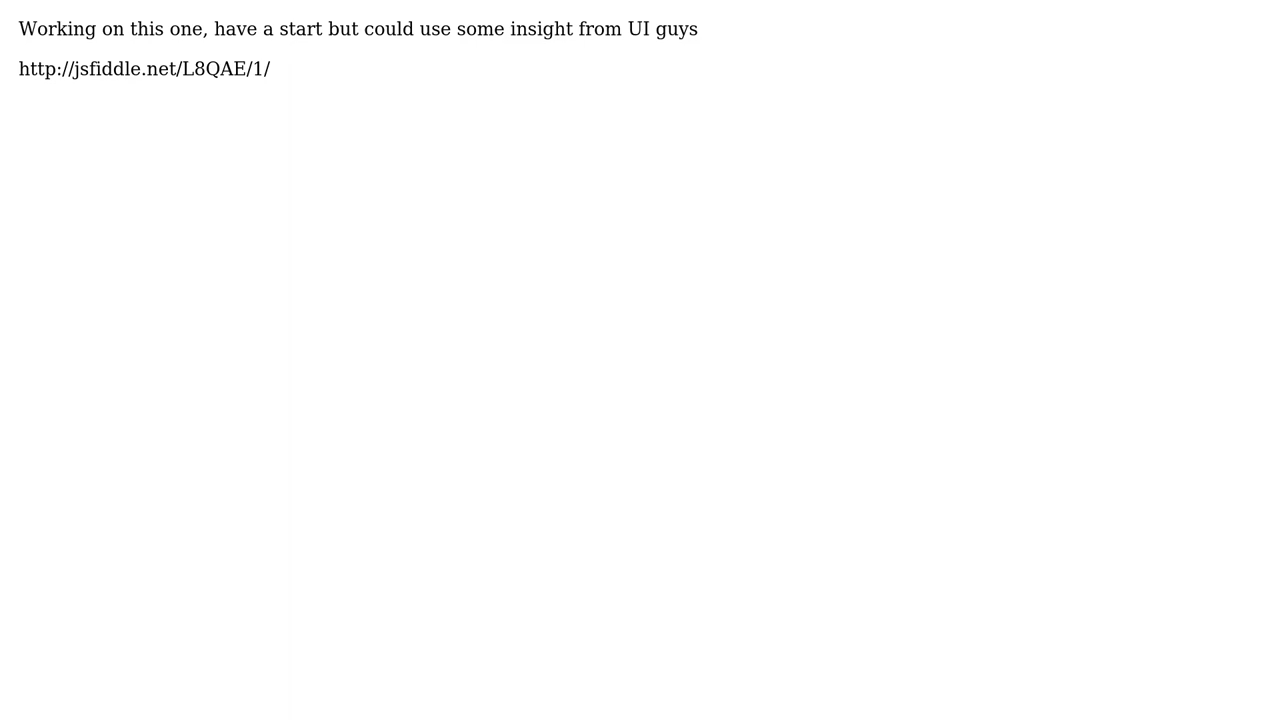 Working on this one, have a start but could use some insight from UI guys
http://jsfiddle.net/L8QAE/1/